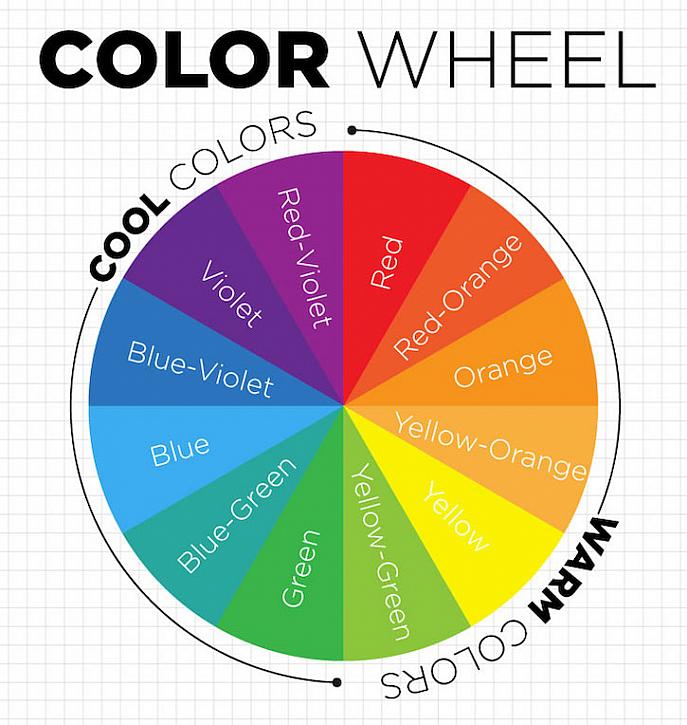 COLOR WHEEL
COOL COLORS
Red-Violet
Red
Violet
Red-Orange
Blue-Violet
Orange
Blue
Yellow-Orange
Blue-Green
Yellow
Green
Yellow-Green
WARM COLORS